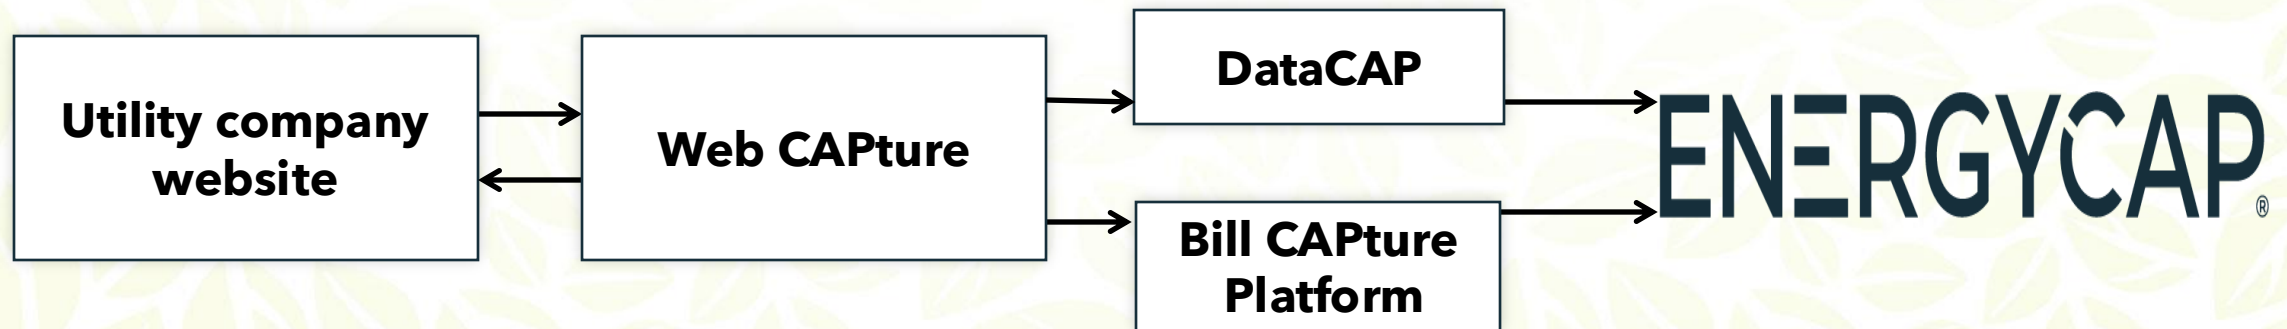 Utility company
website
Web CAPture
DataCAP
Bill CAPture
Platform
ENERGYCAP®